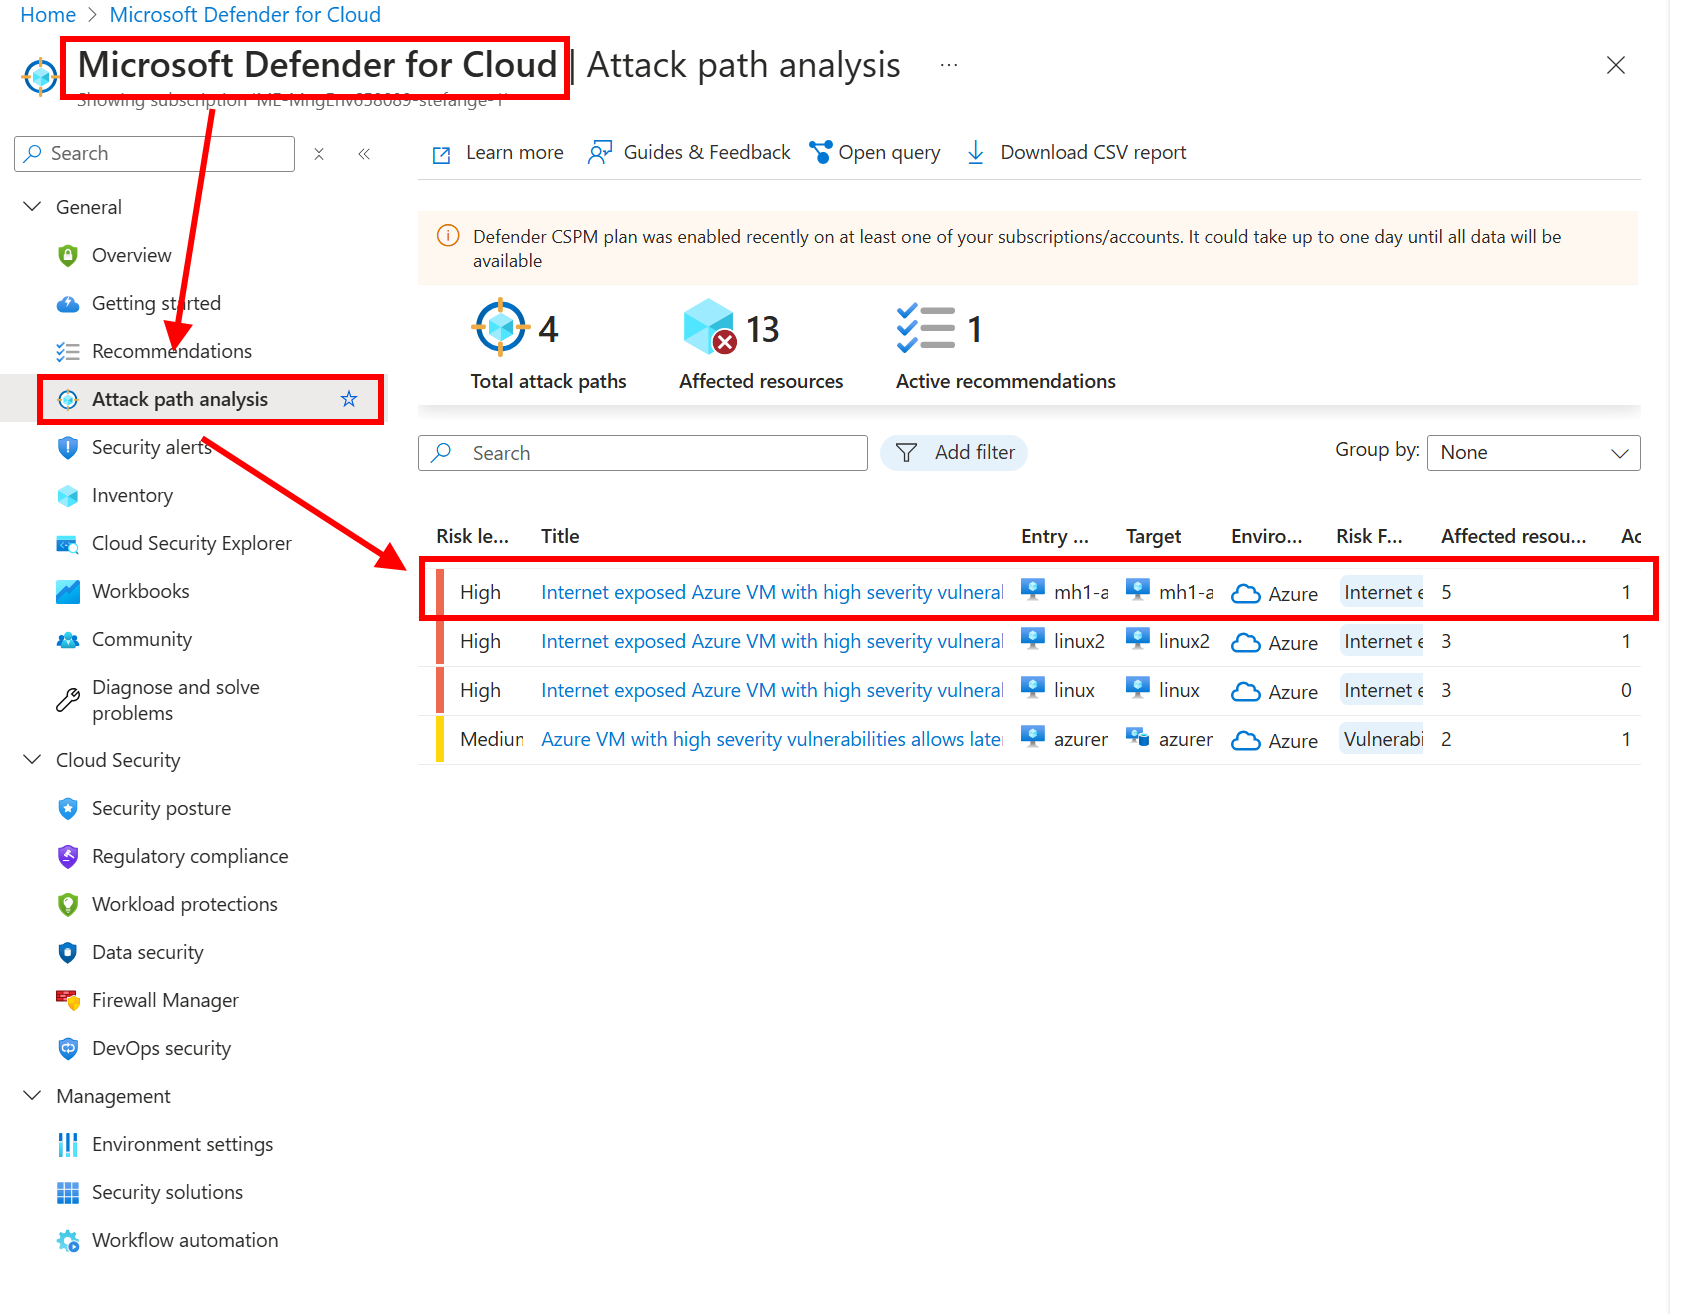 Home > Microsoft Defender for Cloud
Microsoft Defender for Cloud | Attack path analysis ...
Showing subscription 'ME-MngEnv658089-stefange-1'
Search
Learn more Guides & Feedback Open query Download CSV report
General
Overview
Getting started
Recommendations
Attack path analysis
Security alerts
Inventory
Cloud Security Explorer
Workbooks
Community
Diagnose and solve
problems
Cloud Security
Security posture
Regulatory compliance
Workload protections
Data security
Firewall Manager
DevOps security
Management
Environment settings
Security solutions
Workflow automation
Defender CSPM plan was enabled recently on at least one of your subscriptions/accounts. It could take up to one day until all data will be
available
4 13 1
Total attack paths Affected resources Active recommendations
Search Add filter Group by: None
Risk le... Title Entry ... Target Enviro... Risk F... Affected resou... Ac
High Internet exposed Azure VM with high severity vulneral mh1-a mh1-a Azure Internet e 5 1
High Internet exposed Azure VM with high severity vulneral linux2 linux2 Azure Internet e 3 1
High Internet exposed Azure VM with high severity vulneral linux linux Azure Internet e 3 0
Medium Azure VM with high severity vulnerabilities allows later azurer azurer Azure Vulnerabi 2 1